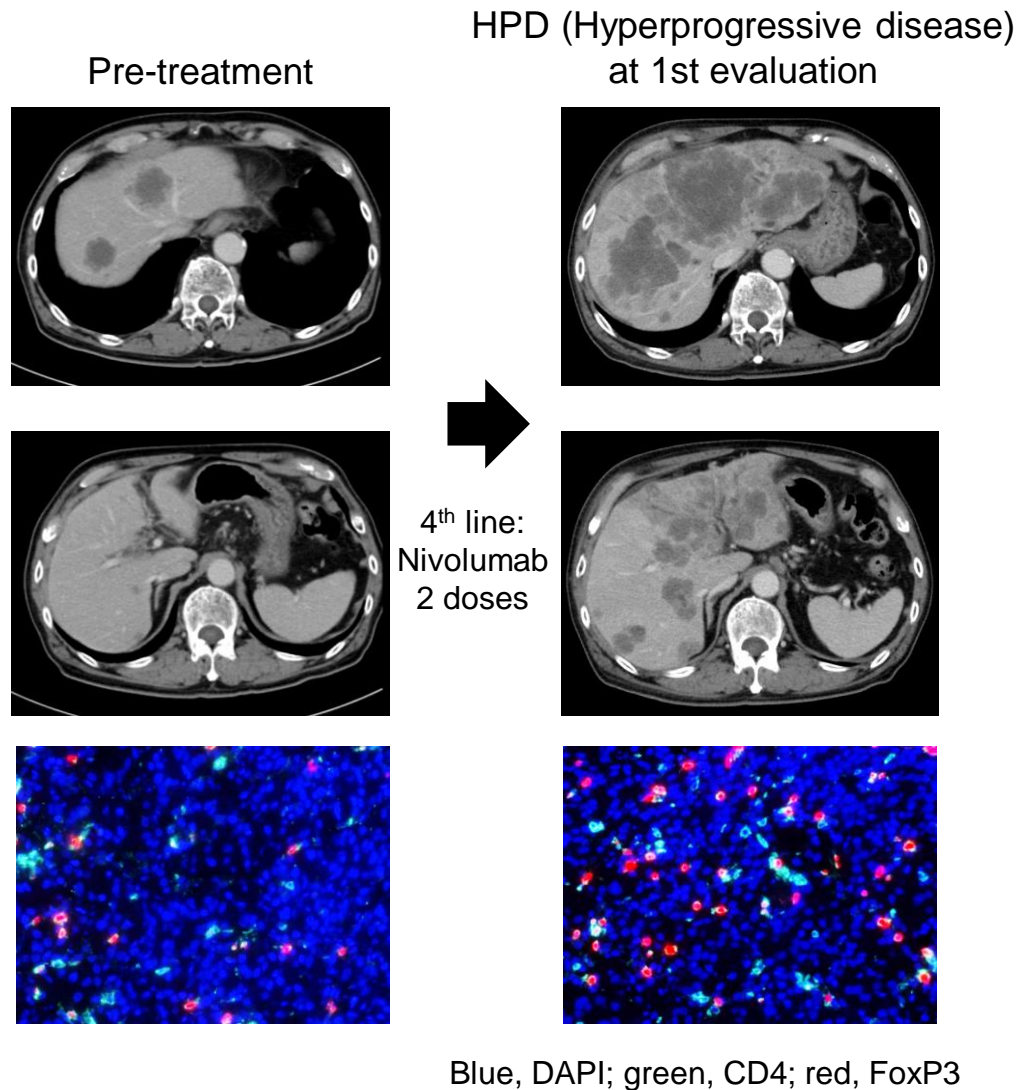 HPD (Hyperprogressive disease)
at 1st evaluation
Pre-treatment
4th line:
Nivolumab
2 doses
Blue, DAPI; green, CD4; red, FoxP3